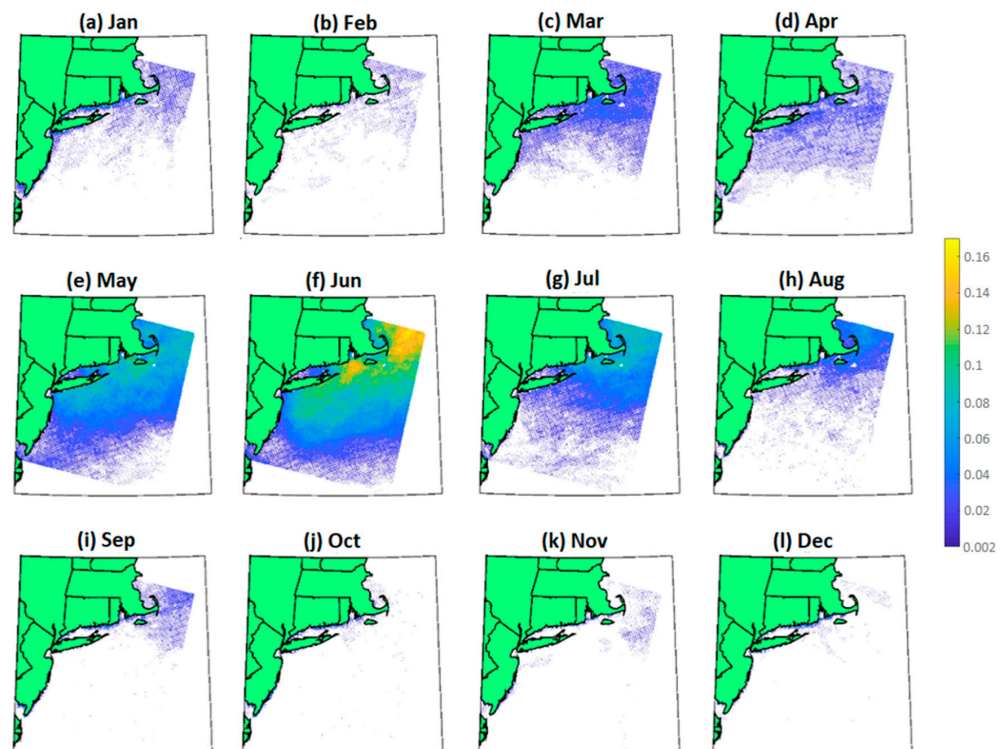 (a) Jan
(b) Feb
(c) Mar
(d) Apr
(e) May
(f) Jun
(g) Jul
(h) Aug
0.16
0.14
0.12
0.1
0.08
0.06
0.04
0.02
0.002
(i) Sep
(j) Oct
(k) Nov
(l) Dec